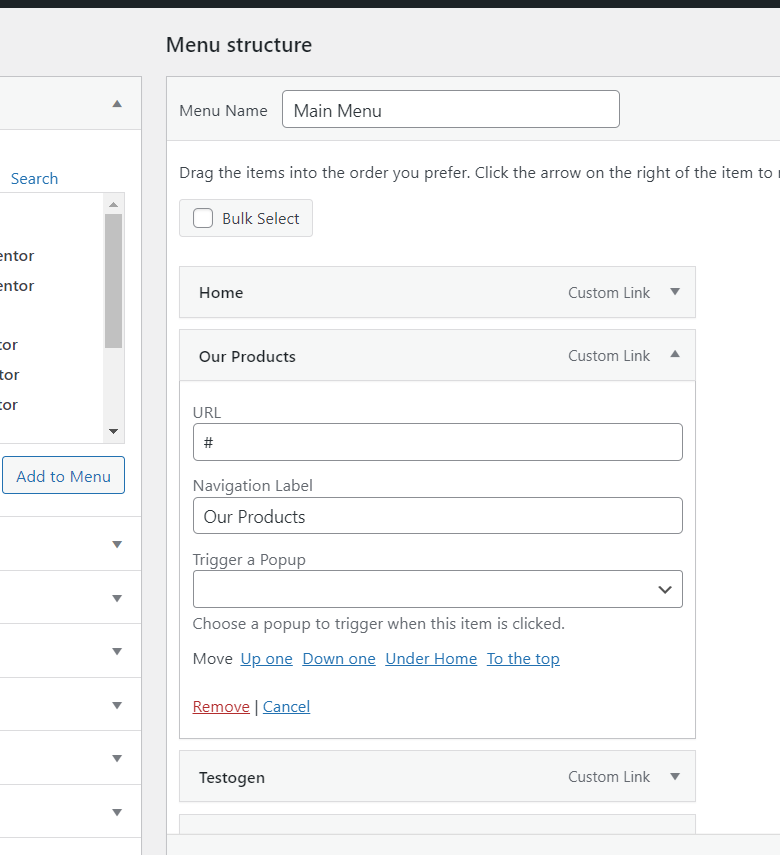 Menu structure
Menu Name Main Menu
Drag the items into the order you prefer. Click the arrow on the right of the item to
Search
Bulk Select
entor
entor
Home Custom Link
tor
Our Products Custom Link
tor
tor
URL
#
Add to Menu
Navigation Label
Our Products
Trigger a Popup
Choose a popup to trigger when this item is clicked.
Move Up one Down one Under Home To the top
Remove | Cancel
Testogen Custom Link